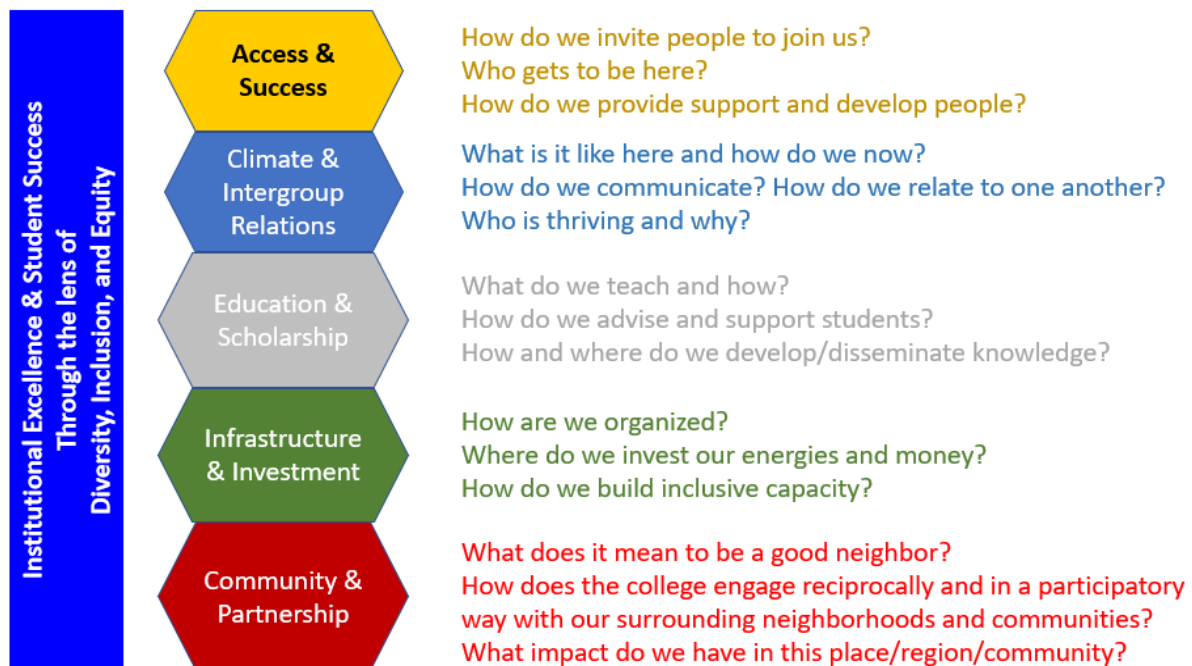 Institutional Excellence & Student Success
Through the lens of
Diversity, Inclusion, and Equity
Access &
Success
How do we invite people to join us?
Who gets to be here?
How do we provide support and develop people?
Climate &
Intergroup
Relations
What is it like here and how do we now?
How do we communicate? How do we relate to one another?
Who is thriving and why?
Education &
Scholarship
What do we teach and how?
How do we advise and support students?
How and where do we develop/disseminate knowledge?
Infrastructure
& Investment
How are we organized?
Where do we invest our energies and money?
How do we build inclusive capacity?
Community &
Partnership
What does it mean to be a good neighbor?
How does the college engage reciprocally and in a participatory
way with our surrounding neighborhoods and communities?
What impact do we have in this place/region/community?